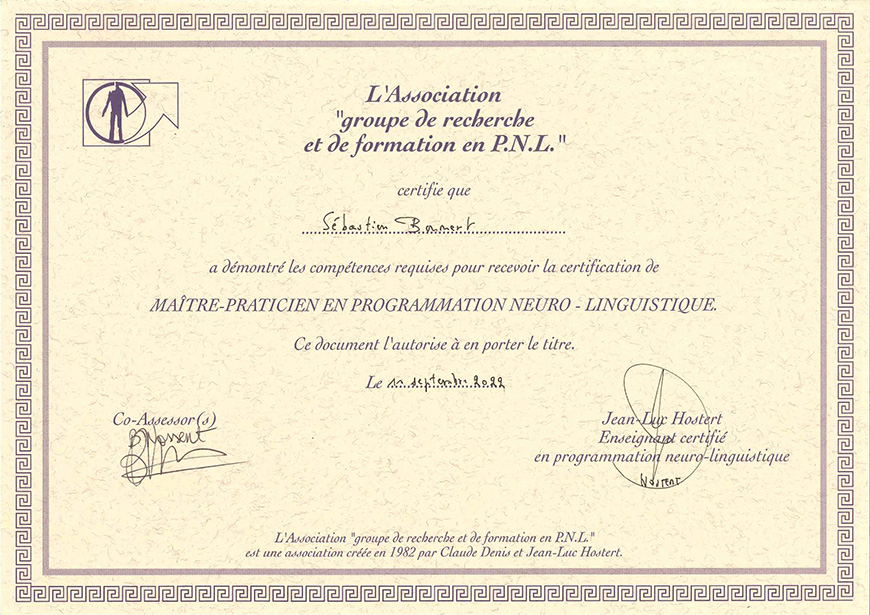 L'Association
"groupe de recherche
et de formation en P.N.L."
certifie que
Sébastien Bonnert
a démontré les compétences requises pour recevoir la certification de
MAÎTRE-PRATICIEN EN PROGRAMMATION NEURO - LINGUISTIQUE.
Ce document l'autorise à en porter le titre.
Le septembre 2022
Co-Assessor(s)
Jean-Luc Hostert
Enseignant certifié
en programmation neuro-linguistique
L'Association "groupe de recherche et de formation en P.N.L."
est une association créée en 1982 par Claude Denis et Jean-Luc Hostert.